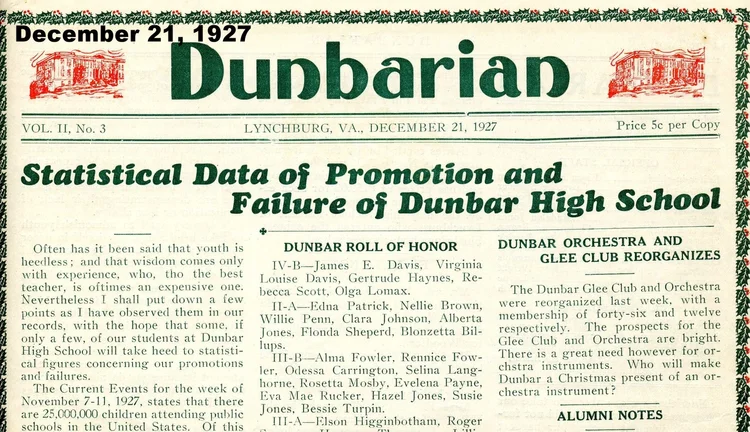 December 21, 1927
Dunbarian
VOL. II, No. 3
LYNCHBURG, VA., DECEMBER 21, 1927
Price 5c per Copy
Statistical Data of Promotion and
Failure of Dunbar High School
Often has it been said that youth is
heedless; and that wisdom comes only
with experience, who, tho the best
teacher, is oftimes an expensive one.
Nevertheless I shall put down a few
points as I have observed them in our
records, with the hope that some, if
only a few, of our students at Dunbar
High School will take heed to statisti-
cal figures concerning our promotions
and failures.
The Current Events for the week of
November 7-11, 1927, states that there
are 25,000,000 children attending public
schools in the United States. Of this
DUNBAR ROLL OF HONOR
IV-B—James E. Davis, Virginia
Louise Davis, Gertrude Haynes, Re-
becca Scott, Olga Lomax.
II-A—Edna Patrick, Nellie Brown,
Willie Penn, Clara Johnson, Alberta
Jones, Flonda Sheperd, Blonzetta Bil-
lups.
III-B—Alma Fowler, Rennice Fow-
ler, Odessa Carrington, Selina Lang-
horne, Rosetta Mosby, Evelena Payne,
Eva Mae Rucker, Hazel Jones, Susie
Jones, Bessie Turpin.
III-A—Elson Higginbotham, Roger
DUNBAR ORCHESTRA AND
GLEE CLUB REORGANIZES
The Dunbar Glee Club and Orchestra
were reorganized last week, with a
membership of forty-six and twelve
respectively. The prospects for the
Glee Club and Orchestra are bright.
There is a great need however for or-
chstra instruments. Who will make
Dunbar a Christmas present of an or-
chestra instrument?
ALUMNI NOTES